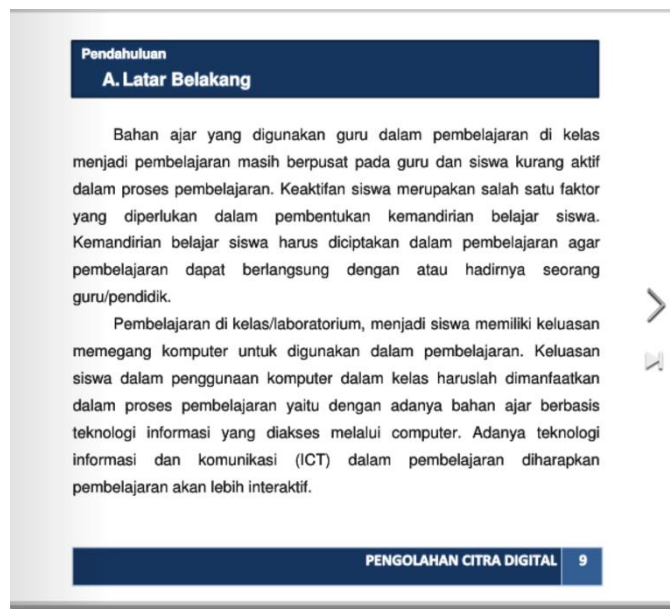 Pendahuluan
A. Latar Belakang
Bahan ajar yang digunakan guru dalam pembelajaran di kelas
menjadi pembelajaran masih berpusat pada guru dan siswa kurang aktif
dalam proses pembelajaran. Keaktifan siswa merupakan salah satu faktor
yang diperlukan dalam pembentukan kemandirian belajar siswa.
Kemandirian belajar siswa harus diciptakan dalam pembelajaran agar
pembelajaran dapat berlangsung dengan atau hadirnya seorang
guru/pendidik.
Pembelajaran di kelas/laboratorium, menjadi siswa memiliki keluasan
memegang komputer untuk digunakan dalam pembelajaran. Keluasan
siswa dalam penggunaan komputer dalam kelas haruslah dimanfaatkan
dalam proses pembelajaran yaitu dengan adanya bahan ajar berbasis
teknologi informasi yang diakses melalui computer. Adanya teknologi
informasi dan komunikasi (ICT) dalam pembelajaran diharapkan
pembelajaran akan lebih interaktif.
PENGOLAHAN CITRA DIGITAL 9